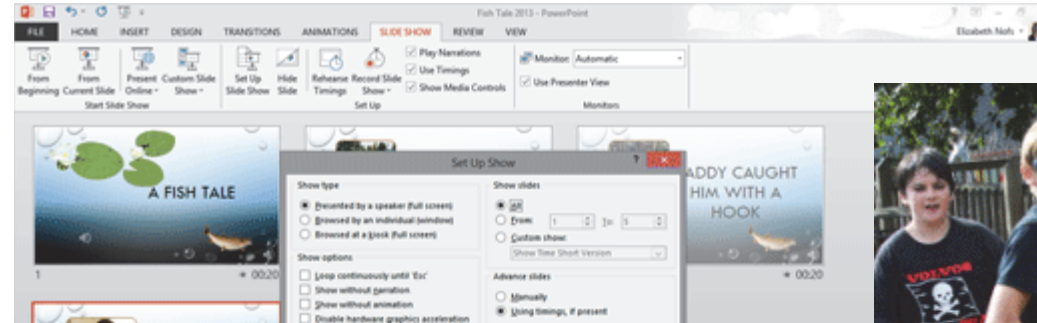 Fish Tale 2013 - PowerPoint
FILE HOME INSERT DESIGN TRANSITIONS ANIMATIONS SLIDE SHOW REVIEW VIEW
Elizabeth Nofs
From Beginning
From Current Slide
Present Online
Custom Slide Show
Start Slide Show
Set Up Slide Show
Hide Slide
Rehearse Timings
Record Slide Show
Play Narrations
Use Timings
Show Media Controls
Set Up
Monitor: Automatic
Use Presenter View
Monitors
A FISH TALE
1
00:20
Set Up Show
Show type
Presented by a speaker (full screen)
Browsed by an individual (window)
Browsed at a kiosk (full screen)
Show options
Loop continuously until 'Esc'
Show without narration
Show without animation
Disable hardware graphics acceleration
Show slides
All
From: 1 To: 5
Custom show:
Show Time Short Version
Advance slides
Manually
Using timings, if present
ADDY CAUGHT
HIM WITH A
HOOK
00:20
VOLVOS